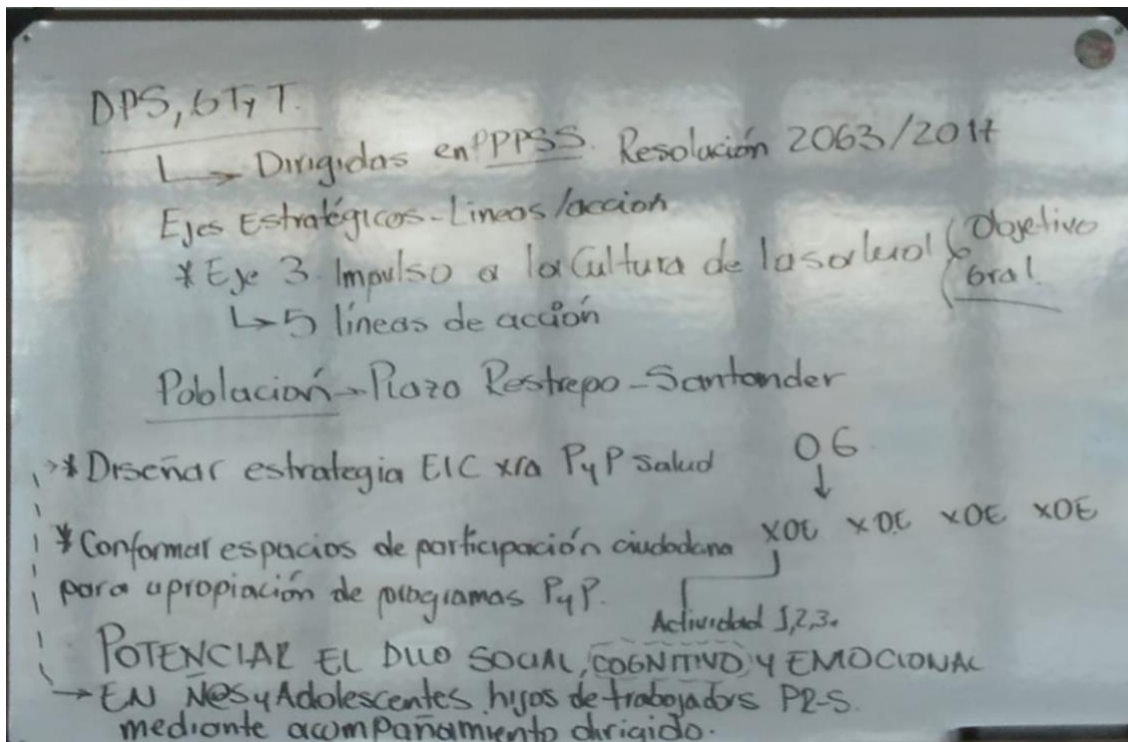 DPS, GTyT.
↳ Dirigidas en PPPSS. Resolución 2063/2017
Ejes Estratégicos - Lineas/accion
* Eje 3. Impulso a la Cultura de la salud ( Objetivo
Gral.
↳ 5 líneas de acción
Población → Plaza Restrepo - Santander
* Diseñar estrategia EIC xra PyP Salud
OG
↓
* Conformar espacios de participación ciudadana
XOE XOE XOE XOE
para apropiación de programas PyP.
Actividad 1,2,3.
POTENCIAR EL DLLO SOCIAL, COGNITIVO Y EMOCIONAL
→ EN Ñ@S y Adolescentes hijos de trabajadors PR-S.
mediante acompañamiento dirigido.